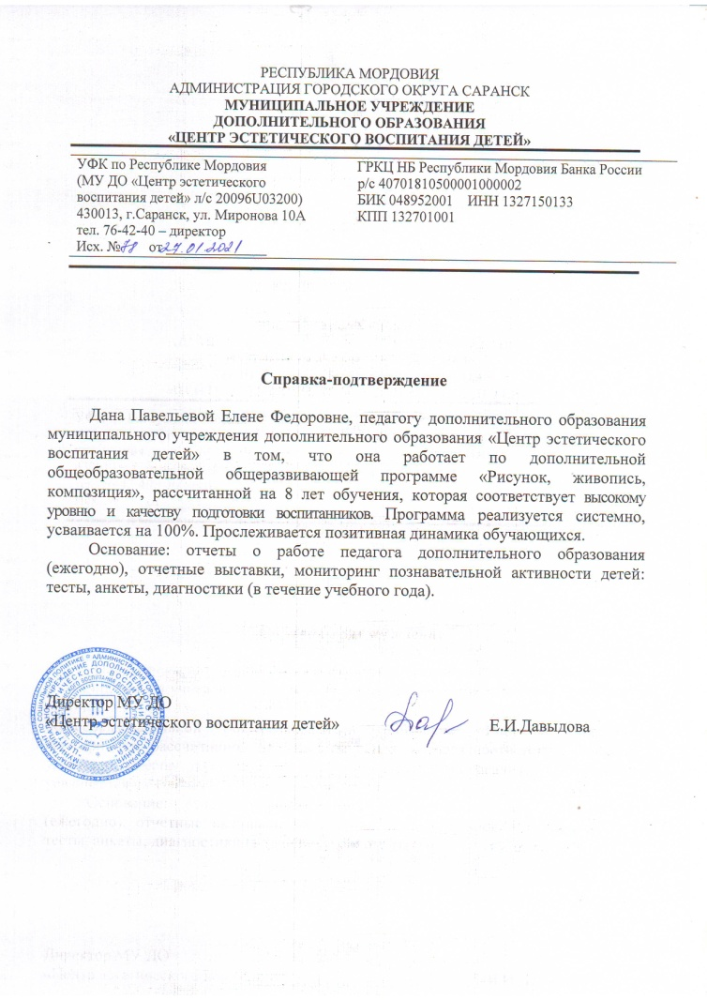 РЕСПУБЛИКА МОРДОВИЯ
АДМИНИСТРАЦИЯ ГОРОДСКОГО ОКРУГА САРАНСК
МУНИЦИПАЛЬНОЕ УЧРЕЖДЕНИЕ
ДОПОЛНИТЕЛЬНОГО ОБРАЗОВАНИЯ
«ЦЕНТР ЭСТЕТИЧЕСКОГО ВОСПИТАНИЯ ДЕТЕЙ»
УФК по Республике Мордовия
(МУ ДО «Центр эстетического
воспитания детей» л/с 20096U03200)
430013, г.Саранск, ул. Миронова 10А
тел. 76-42-40 – директор
Исх. № 78 от 27.01.2021
ГРКЦ НБ Республики Мордовия Банка России
р/с 40701810500001000002
БИК 048952001 ИНН 1327150133
КПП 132701001
Справка-подтверждение
Дана Павельевой Елене Федоровне, педагогу дополнительного образования
муниципального учреждения дополнительного образования «Центр эстетического
воспитания детей» в том, что она работает по дополнительной
общеобразовательной общеразвивающей программе «Рисунок, живопись,
композиция», рассчитанной на 8 лет обучения, которая соответствует высокому
уровню и качеству подготовки воспитанников. Программа реализуется системно,
усваивается на 100%. Прослеживается позитивная динамика обучающихся.
Основание: отчеты о работе педагога дополнительного образования
(ежегодно), отчетные выставки, мониторинг познавательной активности детей:
тесты, анкеты, диагностики (в течение учебного года).
Директор МУ ДО
«Центр эстетического воспитания детей»
Е.И.Давыдова